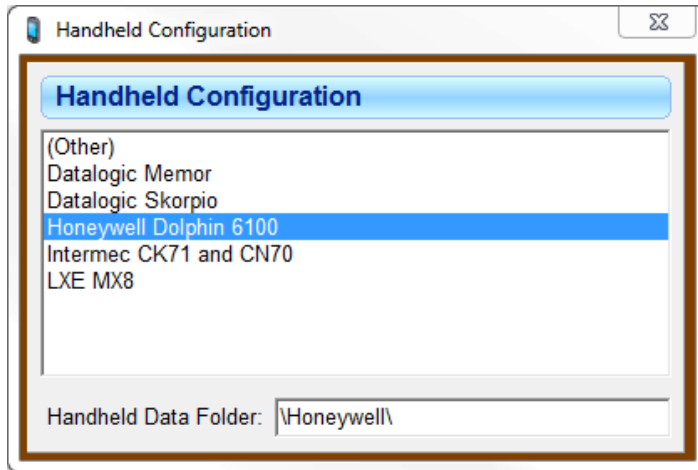 Handheld Configuration
Handheld Configuration
(Other)
Datalogic Memor
Datalogic Skorpio
Honeywell Dolphin 6100
Intermec CK71 and CN70
LXE MX8
Handheld Data Folder: \Honeywell\